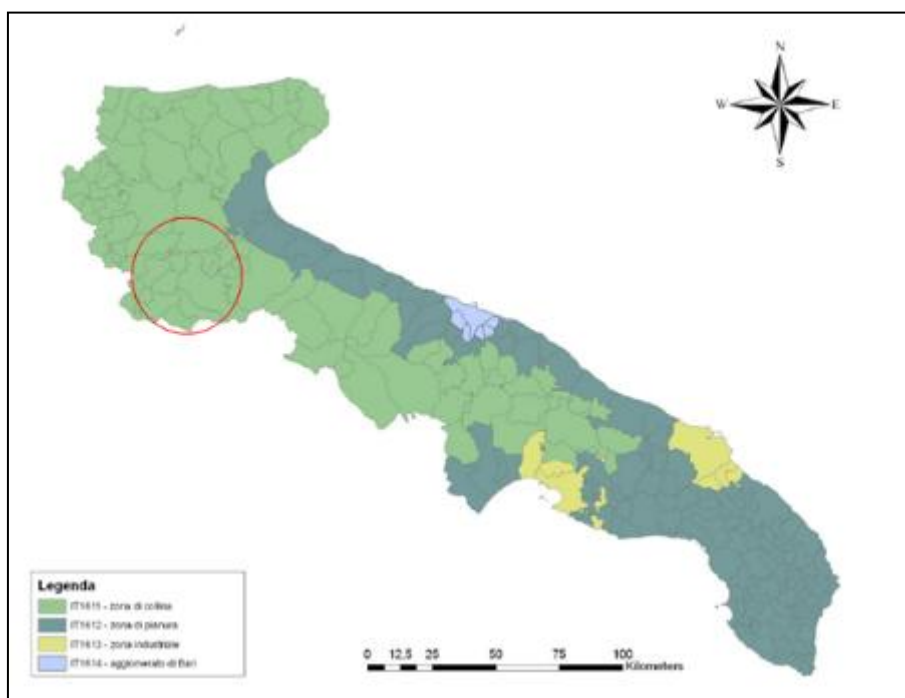 N
W E
S
Legenda
IT1611 - zona di collina
IT1612 - zona di pianura
IT1613 - zona industriale
IT1614 - agglomerato di Bari
0 12,5 25 50 75 100
Kilometers